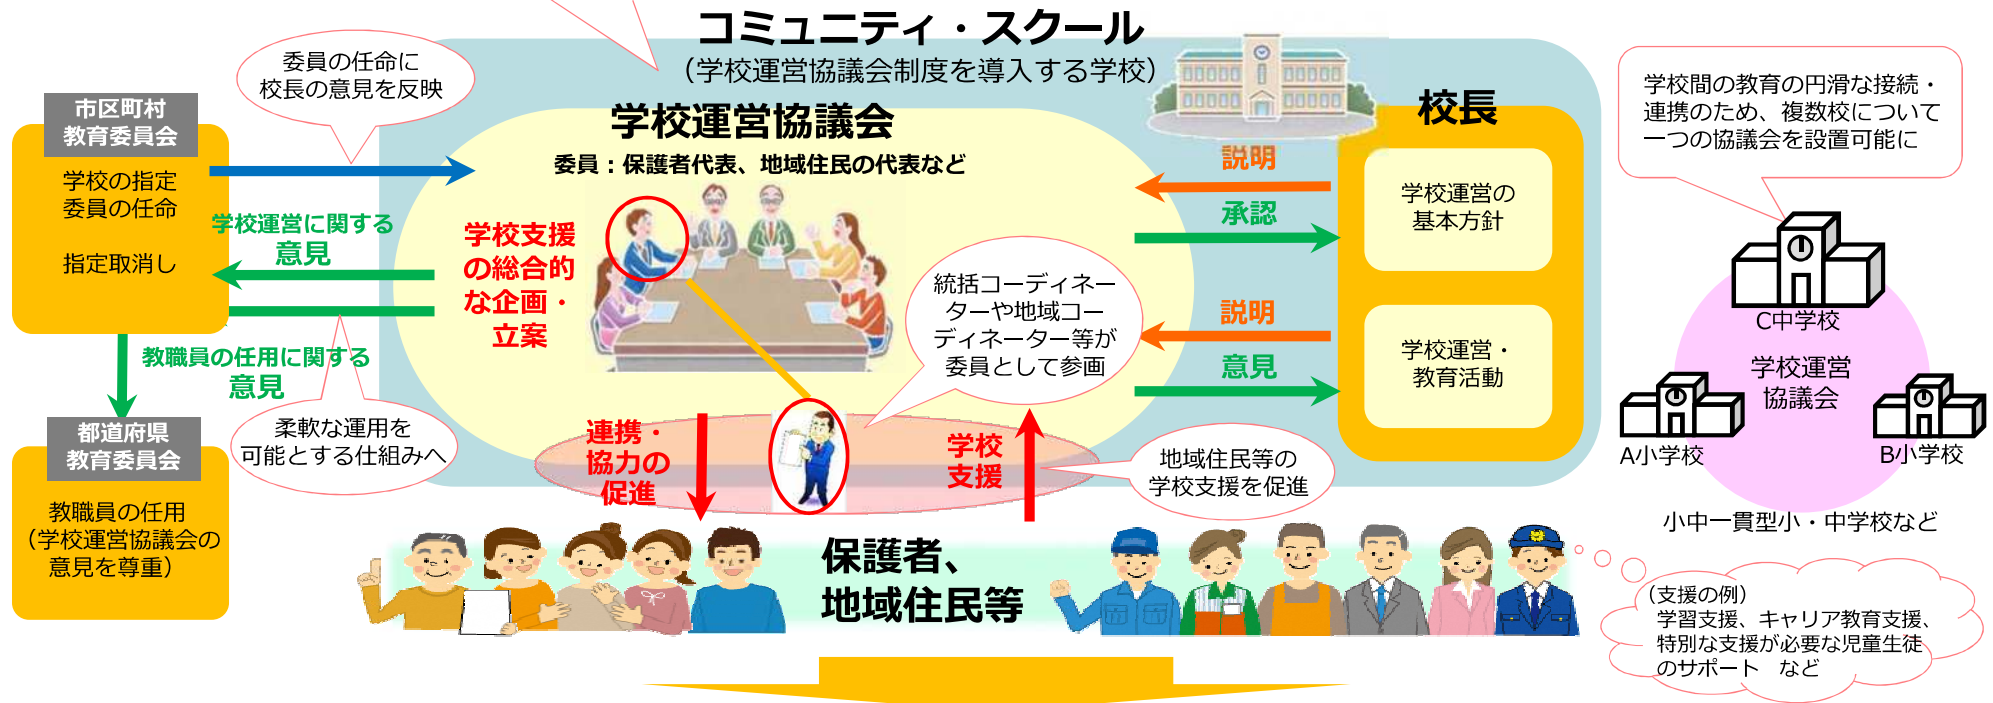 コミュニティ・スクール
（学校運営協議会制度を導入する学校）
委員の任命に
校長の意見を反映
市区町村
教育委員会
学校の指定
委員の任命
指定取消し
学校運営に関する
意見
教職員の任用に関する
意見
都道府県
教育委員会
教職員の任用
（学校運営協議会の
意見を尊重）
柔軟な運用を
可能とする仕組みへ
学校運営協議会
委員：保護者代表、地域住民の代表など
学校支援
の総合的
な企画・
立案
統括コーディネー
ターや地域コー
ディネーター等が
委員として参画
連携・
協力の
促進
学校
支援
地域住民等の
学校支援を促進
保護者、
地域住民等
校長
説明
承認
学校運営の
基本方針
説明
意見
学校運営・
教育活動
学校間の教育の円滑な接続・
連携のため、複数校について
一つの協議会を設置可能に
C中学校
学校運営
協議会
A小学校
B小学校
小中一貫型小・中学校など
（支援の例）
学習支援、キャリア教育支援、
特別な支援が必要な児童生徒
のサポート　など